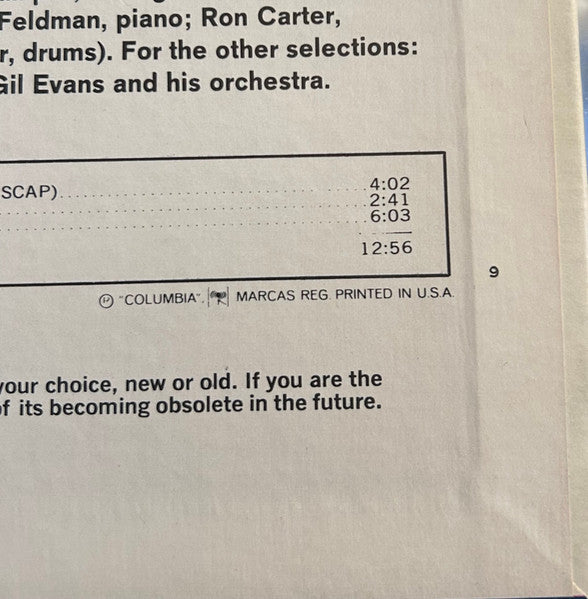 Feldman, piano; Ron Carter,
r, drums). For the other selections:
Gil Evans and his orchestra.
SCAP)............................................4:02
............................................2:41
............................................6:03
12:56
9
Ⓟ "COLUMBIA", MARCAS REG. PRINTED IN U.S.A.
your choice, new or old. If you are the
of its becoming obsolete in the future.